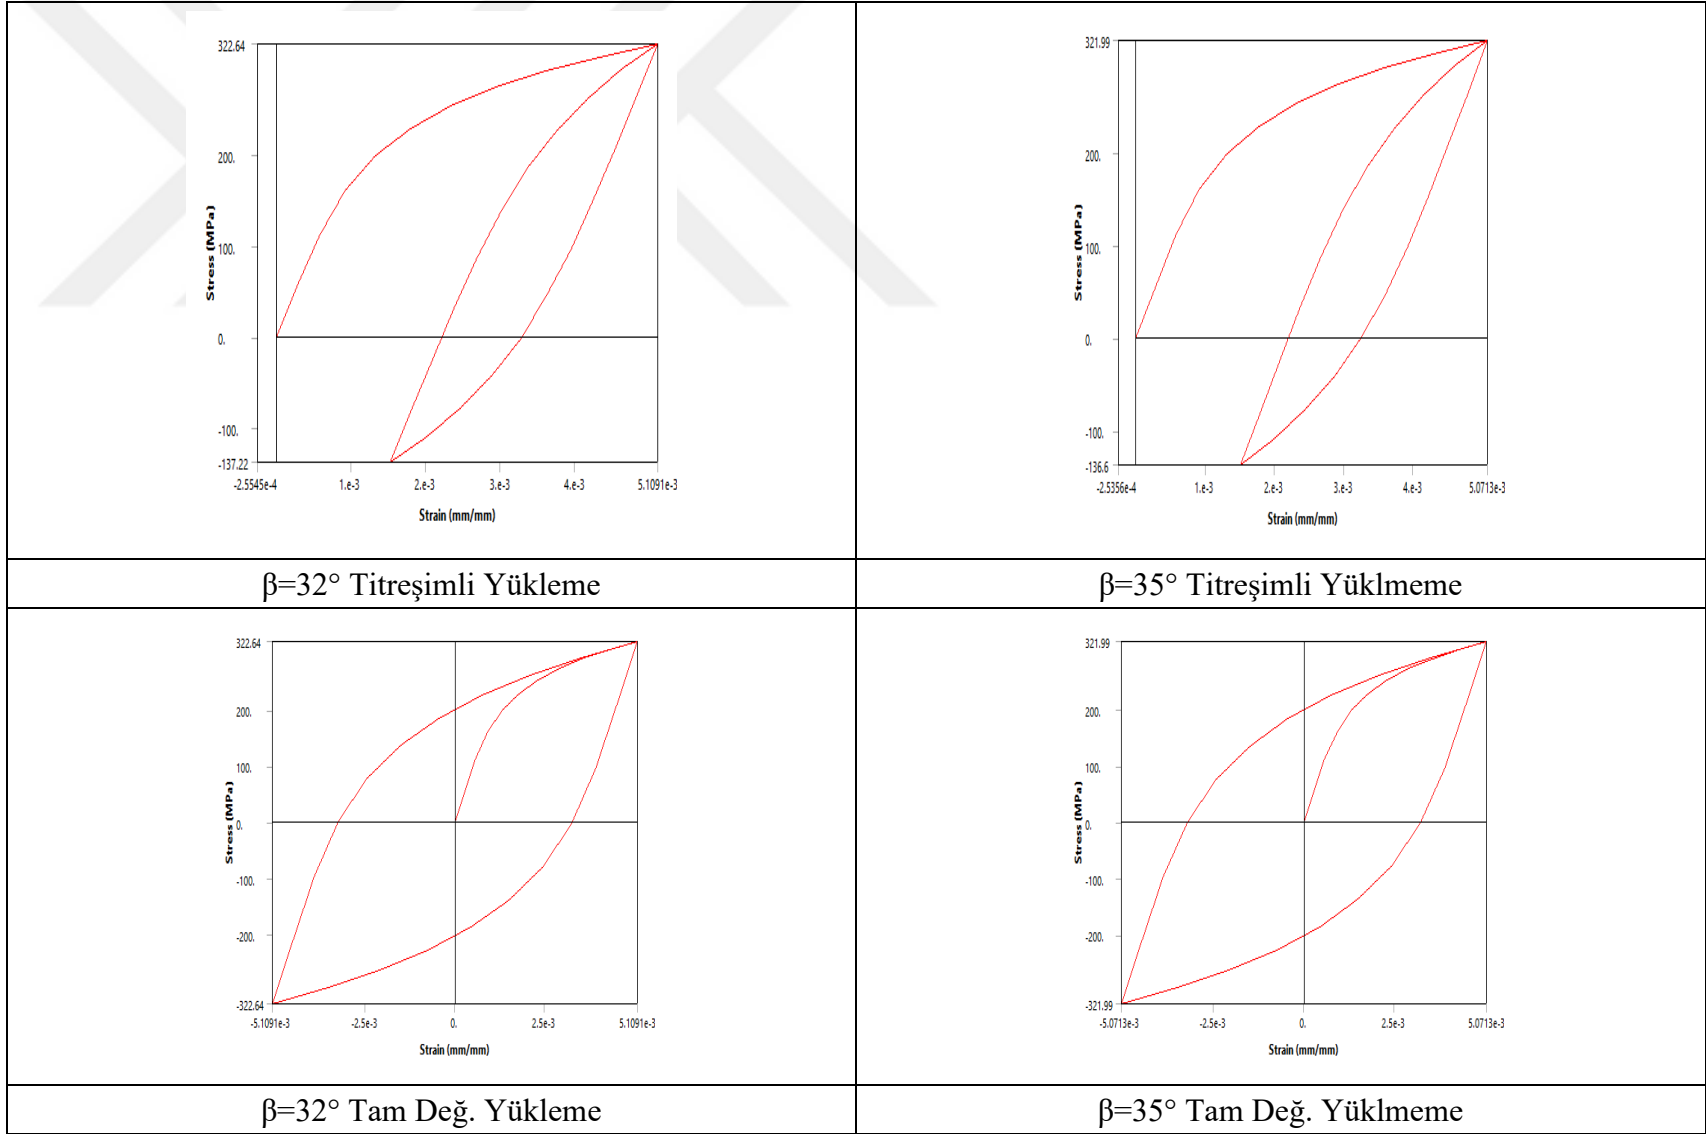 322.64
200.
100.
0.
-100.
-137.22
Stress (MPa)
-2.5545e-4 1.e-3 2.e-3 3.e-3 4.e-3 5.1091e-3
Strain (mm/mm)
321.99
200.
100.
0.
-100.
-136.6
Stress (MPa)
-2.5356e-4 1.e-3 2.e-3 3.e-3 4.e-3 5.0713e-3
Strain (mm/mm)
β=32° Titreşimli Yükleme
β=35° Titreşimli Yüklmeme
322.64
200.
100.
0.
-100.
-200.
-322.64
Stress (MPa)
-5.1091e-3 -2.5e-3 0. 2.5e-3 5.1091e-3
Strain (mm/mm)
321.99
200.
100.
0.
-100.
-200.
-321.99
Stress (MPa)
-5.0713e-3 -2.5e-3 0. 2.5e-3 5.0713e-3
Strain (mm/mm)
β=32° Tam Değ. Yükleme
β=35° Tam Değ. Yüklmeme